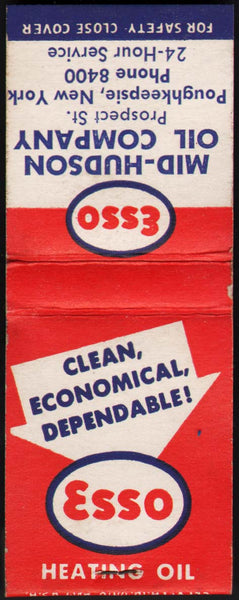 FOR SAFETY CLOSE COVER
24-Hour Service
Phone 8400
Poughkeepsie, New York
Prospect St.
MID-HUDSON
OIL COMPANY
ESSO
CLEAN,
ECONOMICAL,
DEPENDABLE!
Esso
HEATING OIL